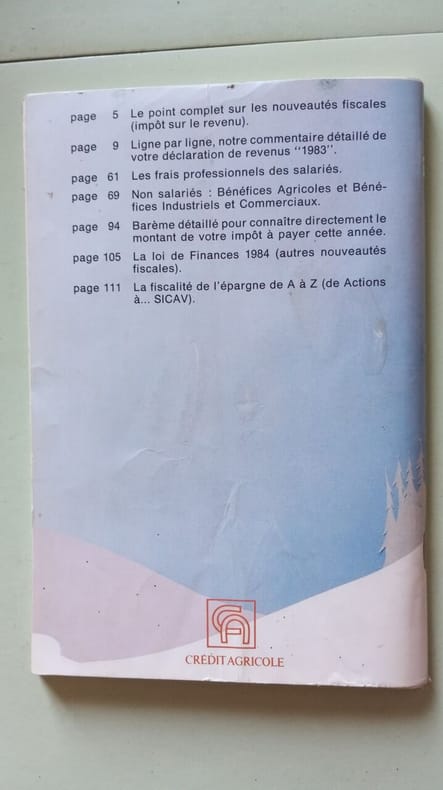 page 5 Le point complet sur les nouveautés fiscales
(impôt sur le revenu).
page 9 Ligne par ligne, notre commentaire détaillé de
votre déclaration de revenus "1983".
page 61 Les frais professionnels des salariés.
page 69 Non salariés : Bénéfices Agricoles et Béné-
fices Industriels et Commerciaux.
page 94 Barème détaillé pour connaître directement le
montant de votre impôt à payer cette année.
page 105 La loi de Finances 1984 (autres nouveautés
fiscales).
page 111 La fiscalité de l'épargne de A à Z (de Actions
à... SICAV).
CA
CRÉDIT AGRICOLE